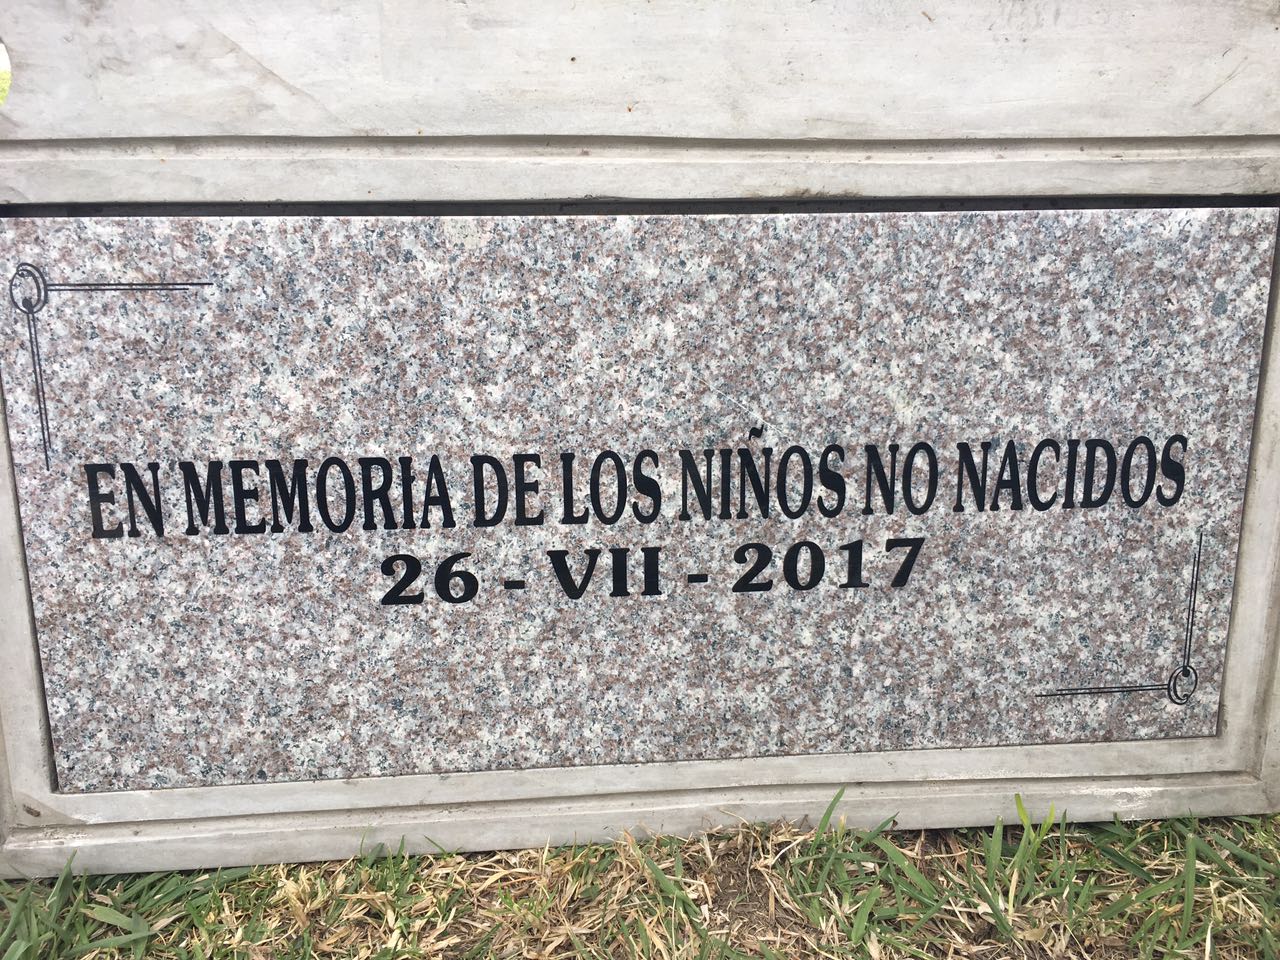 EN MEMORIA DE LOS NIÑOS NO NACIDOS
26 - VII - 2017